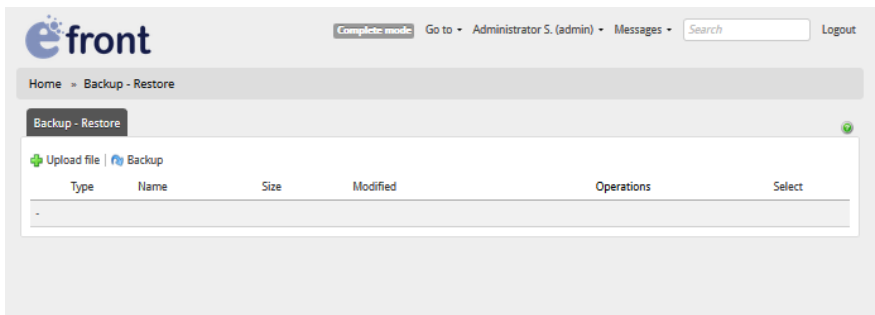 efront
Complete mode Go to Administrator S. (admin) Messages Search Logout
Home » Backup - Restore
Backup - Restore
Upload file | Backup
Type Name Size Modified Operations Select
-